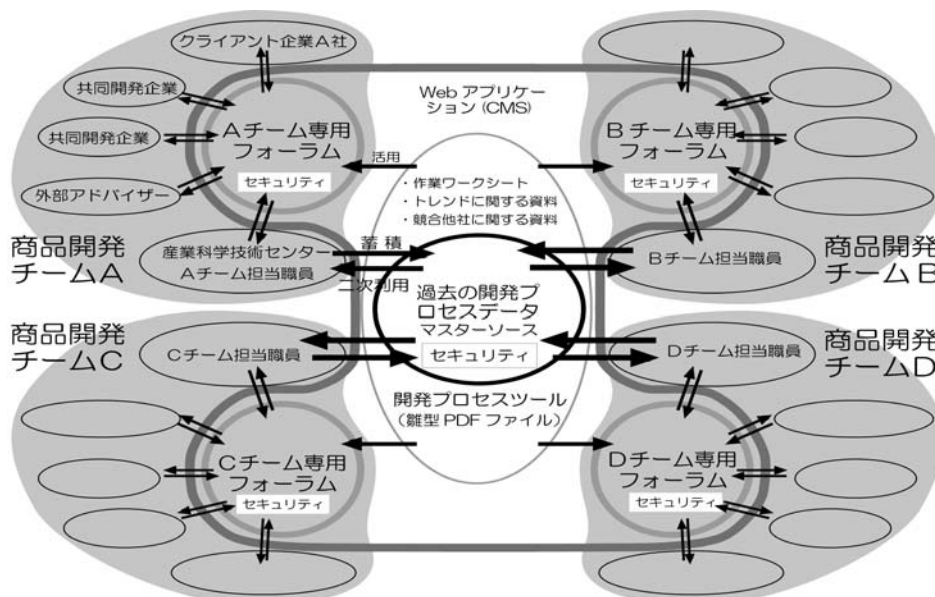 クライアント企業A社
共同開発企業
共同開発企業
外部アドバイザー
Aチーム専用
フォーラム
セキュリティ
産業科学技術センター
Aチーム担当職員
商品開発
チームA
Webアプリケー
ション(CMS)
活用
・作業ワークシート
・トレンドに関する資料
・競合他社に関する資料
蓄積
二次利用
過去の開発プ
ロセスデータ
マスターソース
セキュリティ
開発プロセスツール
(雛型PDFファイル)
Bチーム専用
フォーラム
セキュリティ
Bチーム担当職員
商品開発
チームB
商品開発
チームC
Cチーム担当職員
Cチーム専用
フォーラム
セキュリティ
Dチーム担当職員
商品開発
チームD
Dチーム専用
フォーラム
セキュリティ